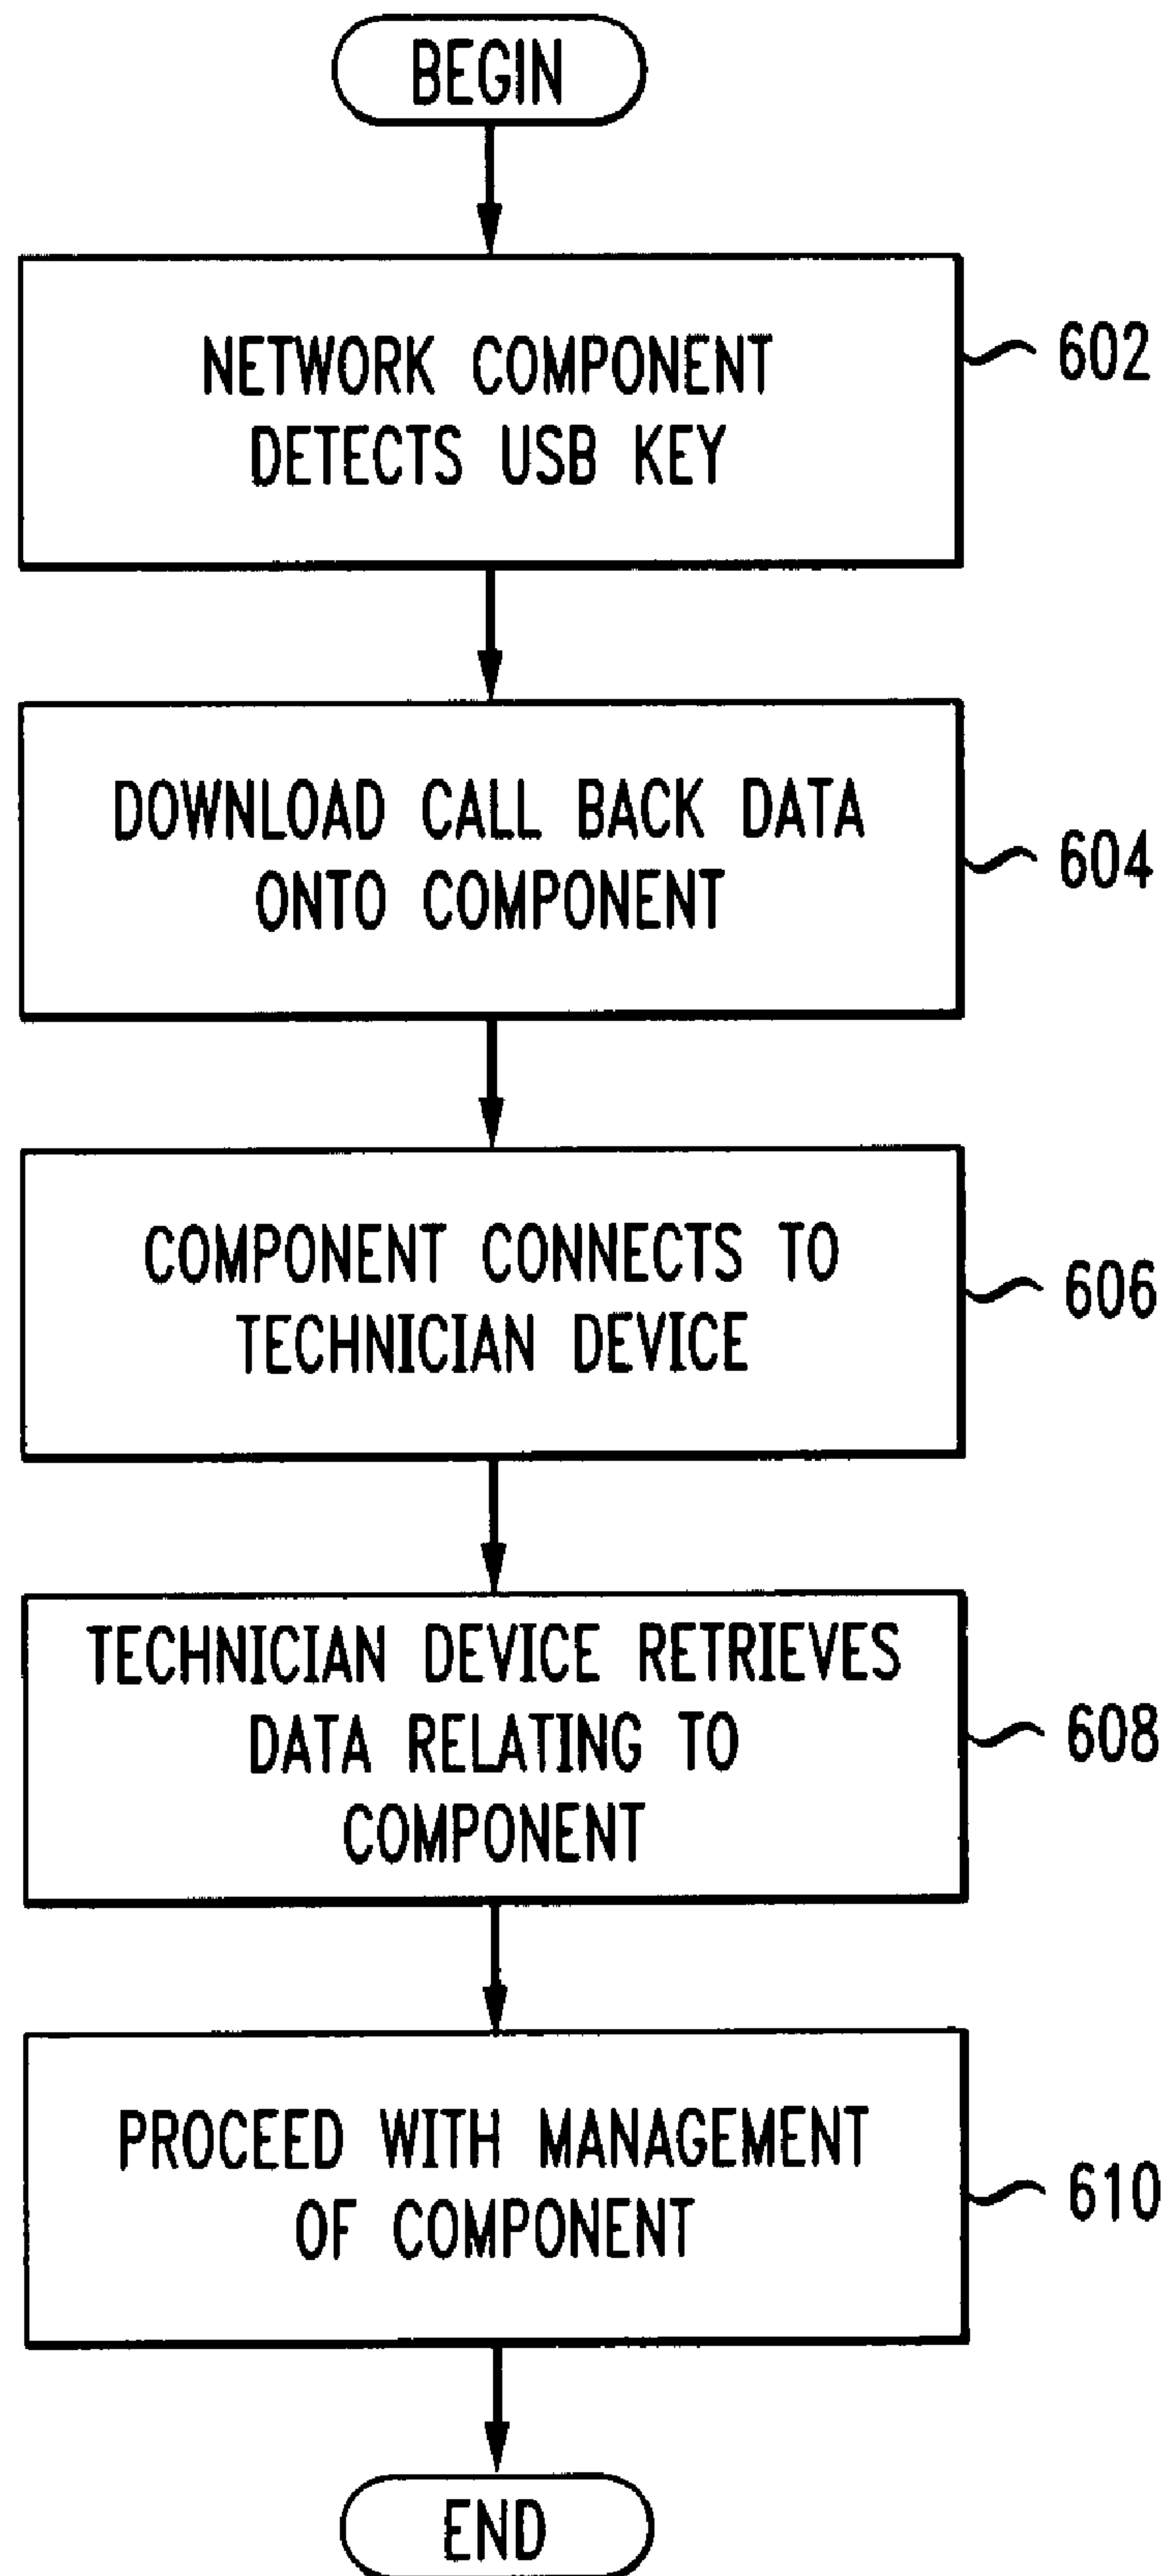 BEGIN
NETWORK COMPONENT
DETECTS USB KEY
602
DOWNLOAD CALL BACK DATA
ONTO COMPONENT
604
COMPONENT CONNECTS TO
TECHNICIAN DEVICE
606
TECHNICIAN DEVICE RETRIEVES
DATA RELATING TO
COMPONENT
608
PROCEED WITH MANAGEMENT
OF COMPONENT
610
END